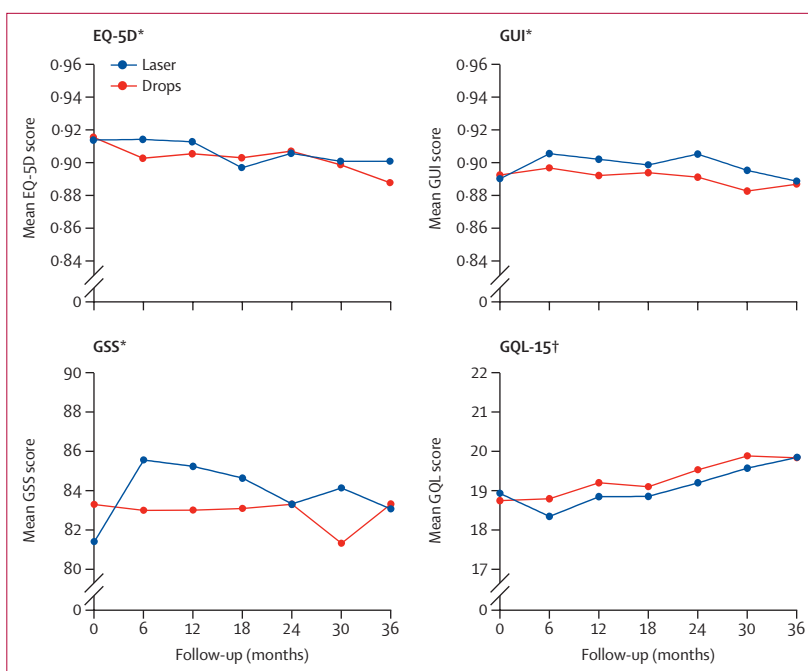 EQ-5D*
Laser
Drops
0·96
0·94
0·92
0·90
0·88
0·86
0·84
0
Mean EQ-5D score
GUI*
0·96
0·94
0·92
0·90
0·88
0·86
0·84
0
Mean GUI score
GSS*
90
88
86
84
82
80
0
Mean GSS score
0 6 12 18 24 30 36
Follow-up (months)
GQL-15†
22
21
20
19
18
17
0
Mean GQL score
0 6 12 18 24 30 36
Follow-up (months)